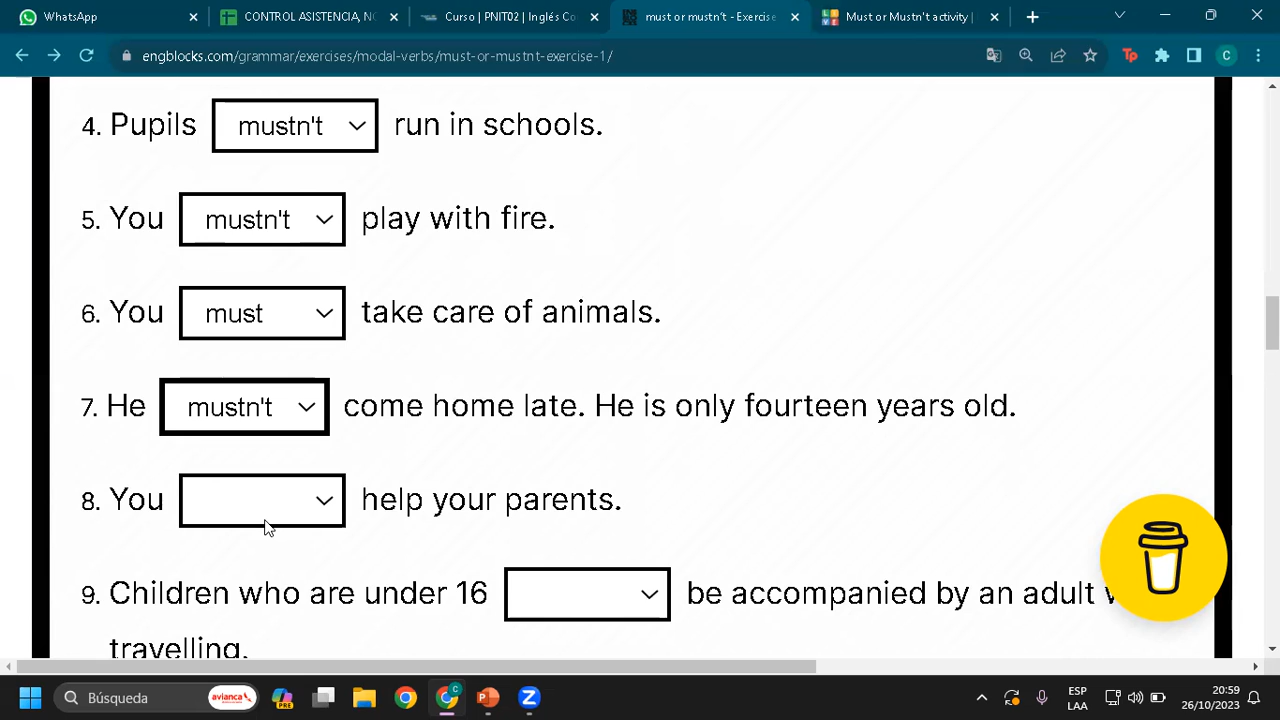 WhatsApp
CONTROL ASISTENCIA, NO
Curso | PNIT02 | Inglés Co
must or mustn't - Exercise
Must or Mustn't activity |
engblocks.com/grammar/exercises/modal-verbs/must-or-mustnt-exercise-1/
Tp
C
4. Pupils mustn't run in schools.
5. You mustn't play with fire.
6. You must take care of animals.
7. He mustn't come home late. He is only fourteen years old.
8. You help your parents.
9. Children who are under 16 be accompanied by an adult
travelling.
Búsqueda
avianca
PRE
C
ESP
LAA
20:59
26/10/2023